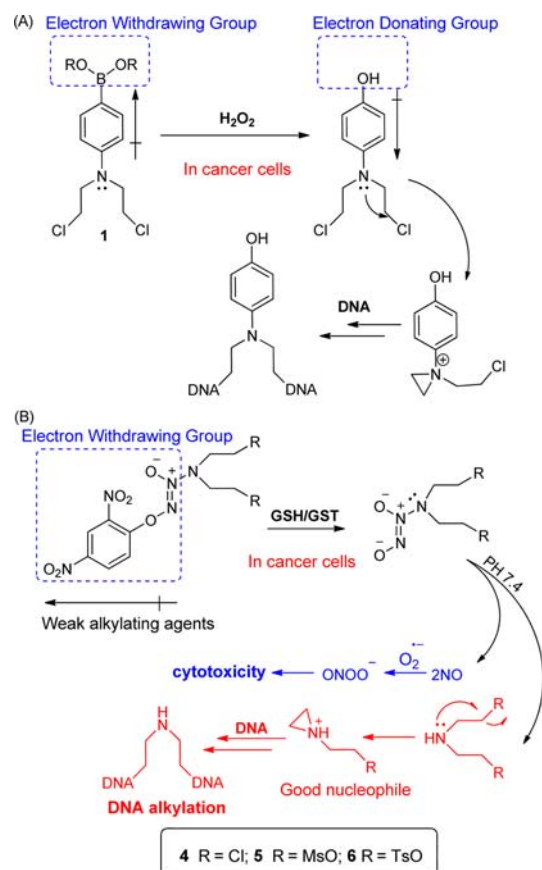 (A)
Electron Withdrawing Group
Electron Donating Group
RO OR
B
OH
H₂O₂
In cancer cells
N
N
Cl Cl
Cl Cl
1
OH
OH
DNA
N
N
⊕
Cl
DNA DNA
(B)
Electron Withdrawing Group
R
O⁻
N⁺ N
NO₂
N
R
O
O₂N
GSH/GST
In cancer cells
R
O⁻
N⁺ N
N
O⁻
R
Weak alkylating agents
PH 7.4
cytotoxicity
ONOO⁻
O₂•⁻
2NO
H
N
DNA
NH⁺
R
HN
R
R
DNA DNA
Good nucleophile
DNA alkylation
4 R = Cl; 5 R = MsO; 6 R = TsO